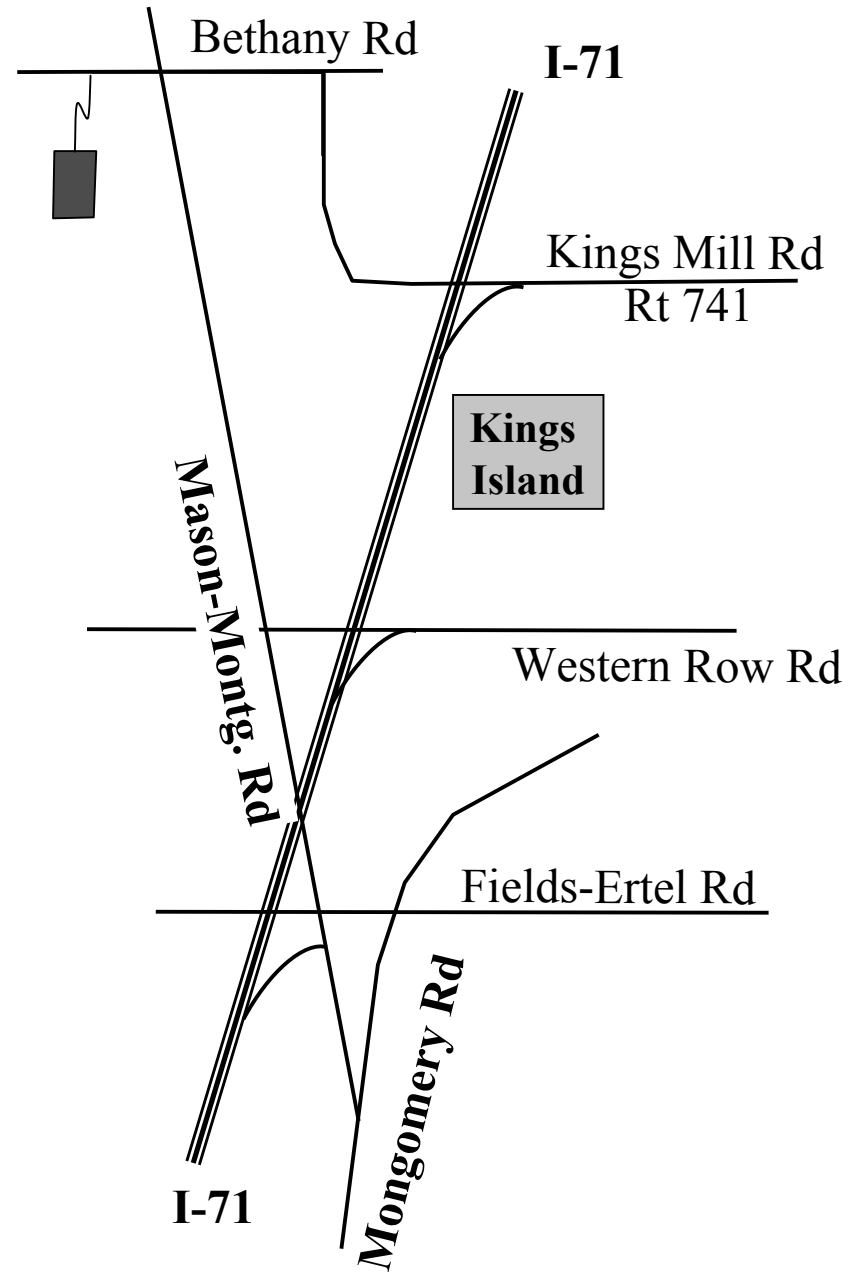 Bethany Rd
I-71
Kings Mill Rd
Rt 741
Kings
Island
Mason-Montg. Rd
Western Row Rd
Fields-Ertel Rd
Mongomery Rd
I-71